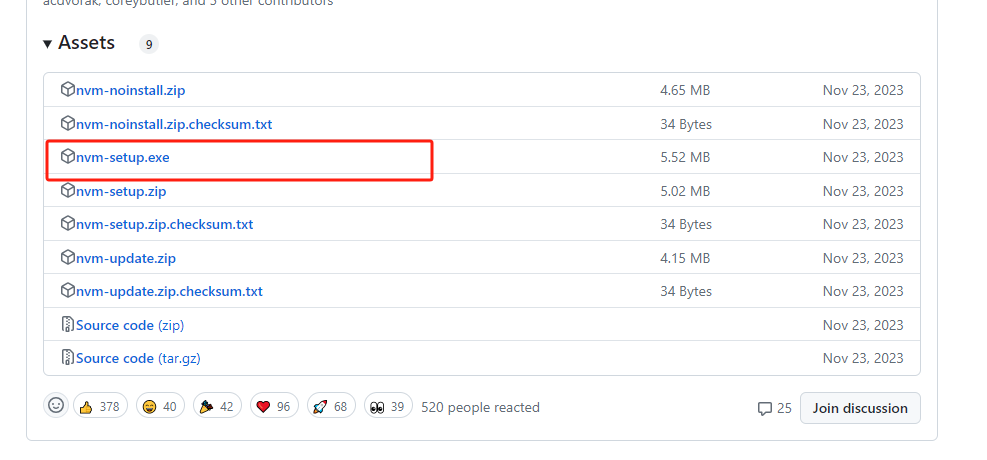 acdvorak, coreybutler, and 5 other contributors
Assets 9
nvm-noinstall.zip 4.65 MB Nov 23, 2023
nvm-noinstall.zip.checksum.txt 34 Bytes Nov 23, 2023
nvm-setup.exe 5.52 MB Nov 23, 2023
nvm-setup.zip 5.02 MB Nov 23, 2023
nvm-setup.zip.checksum.txt 34 Bytes Nov 23, 2023
nvm-update.zip 4.15 MB Nov 23, 2023
nvm-update.zip.checksum.txt 34 Bytes Nov 23, 2023
Source code (zip) Nov 23, 2023
Source code (tar.gz) Nov 23, 2023
378 40 42 96 68 39 520 people reacted 25 Join discussion